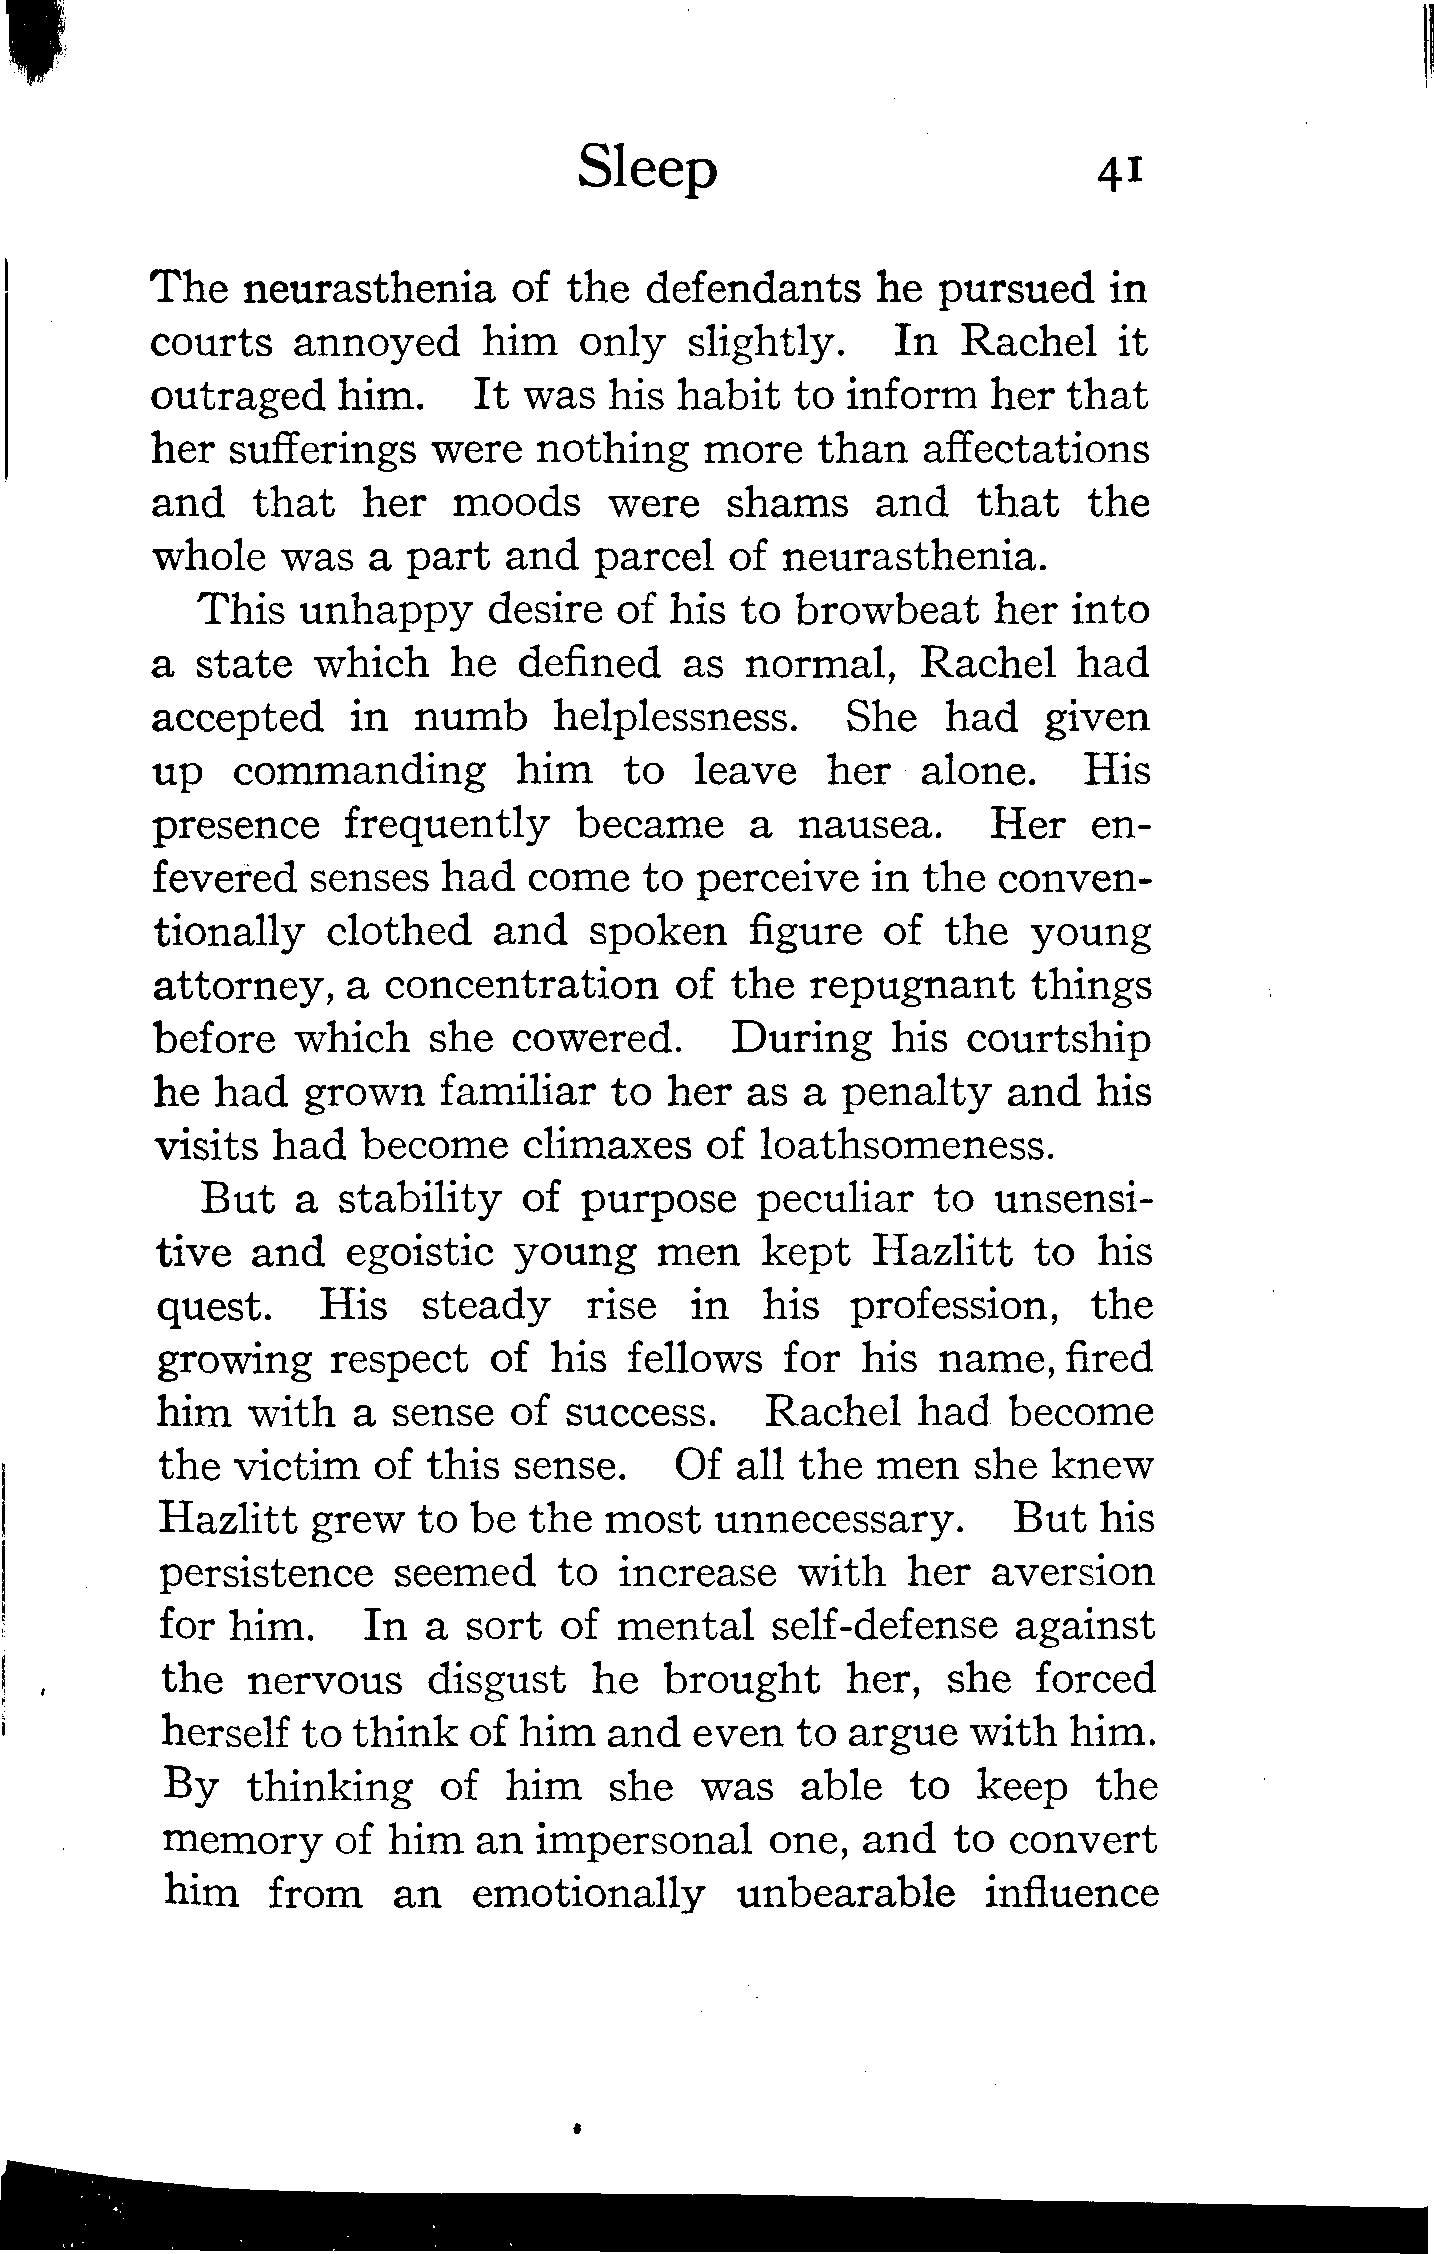 Sleep 41
The neurasthenia of the defendants he pursued in
courts annoyed him only slightly. In Rachel it
outraged him. It was his habit to inform her that
her sufferings were nothing more than affectations
and that her moods were shams and that the
whole was a part and parcel of neurasthenia.
This unhappy desire of his to browbeat her into
a state which he defined as normal, Rachel had
accepted in numb helplessness. She had given
up commanding him to leave her alone. His
presence frequently became a nausea. Her en-
fevered senses had come to perceive in the conven-
tionally clothed and spoken figure of the young
attorney, a concentration of the repugnant things
before which she cowered. During his courtship
he had grown familiar to her as a penalty and his
visits had become climaxes of loathsomeness.
But a stability of purpose peculiar to unsensi-
tive and egoistic young men kept Hazlitt to his
quest. His steady rise in his profession, the
growing respect of his fellows for his name, fired
him with a sense of success. Rachel had become
the victim of this sense. Of all the men she knew
Hazlitt grew to be the most unnecessary. But his
persistence seemed to increase with her aversion
for him. In a sort of mental self-defense against
the nervous disgust he brought her, she forced
herself to think of him and even to argue with him.
By thinking of him she was able to keep the
memory of him an impersonal one, and to convert
him from an emotionally unbearable influence